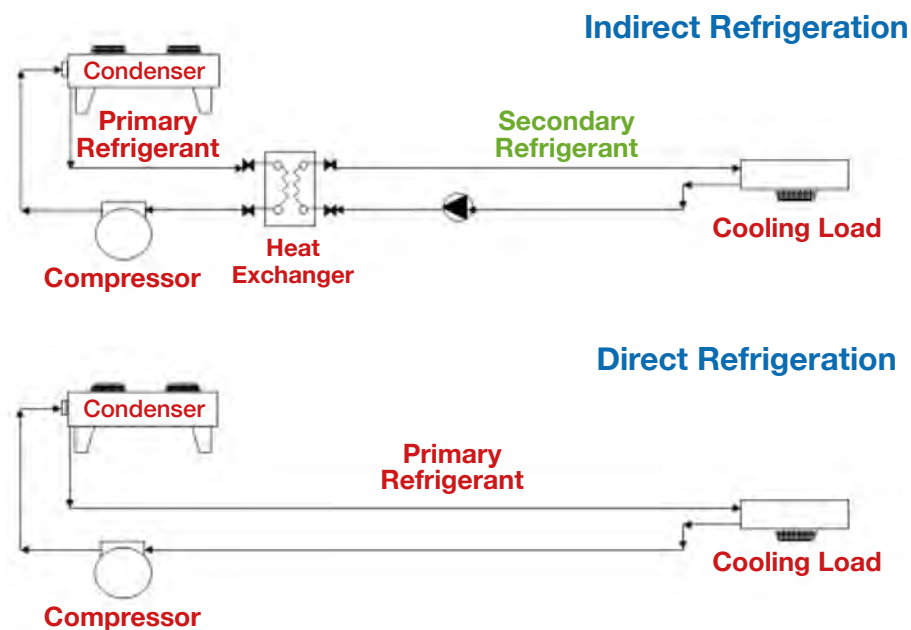 Indirect Refrigeration
Condenser
Primary
Refrigerant
Secondary
Refrigerant
Cooling Load
Heat
Exchanger
Compressor
Direct Refrigeration
Condenser
Primary
Refrigerant
Cooling Load
Compressor